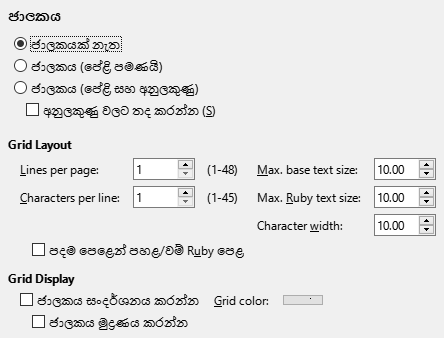 ජාලකය
ජාලකයක් නැත
ජාලකය (පේළි පමණයි)
ජාලකය (පේළි සහ අනුලකුණු)
අනුලකුණු වලට තද කරන්න (S)
Grid Layout
Lines per page: 1 (1-48) Max. base text size: 10.00
Characters per line: 1 (1-45) Max. Ruby text size: 10.00
Character width: 10.00
පදම පෙළෙන් පහළ/වම් Ruby පෙළ
Grid Display
ජාලකය සංදර්ශනය කරන්න Grid color:
ජාලකය මුද්‍රණය කරන්න